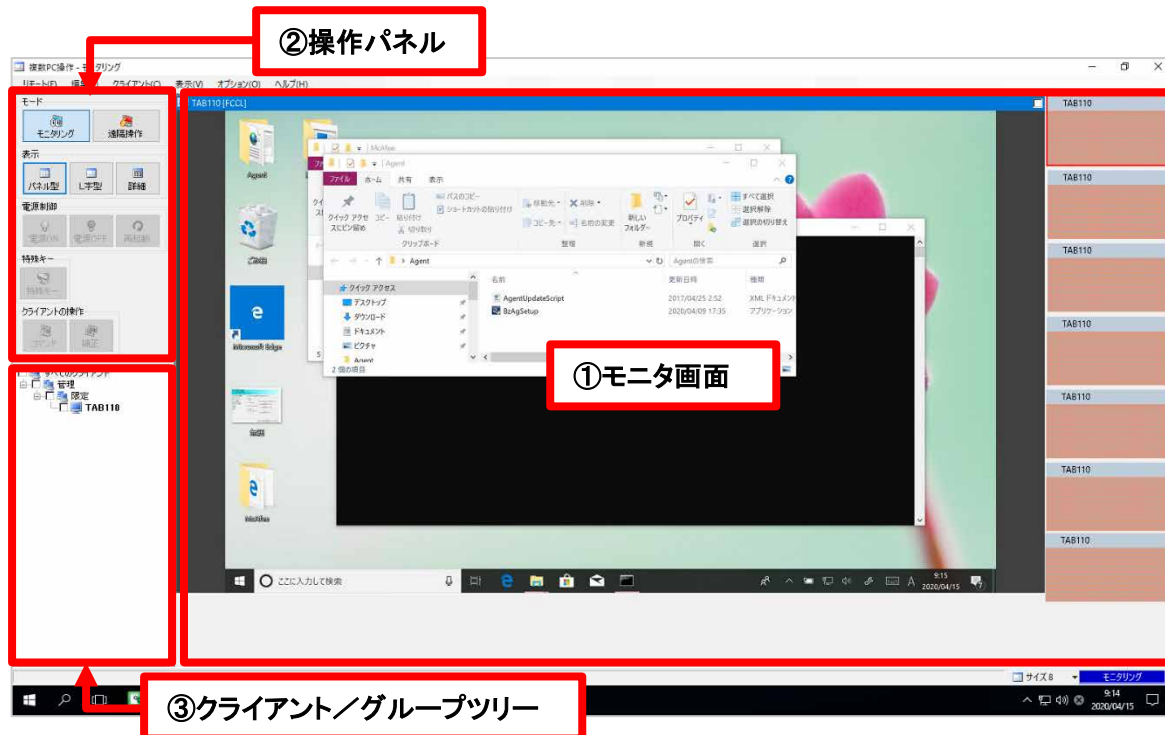 ②操作パネル
複数PC操作 - モニタリング
クライアント(C) 表示(V) オプション(O) ヘルプ(H)
モード
モニタリング 遠隔操作
表示
パネル型 L字型 詳細
電源制御
電源ON 電源OFF 再起動
特殊キー
特殊キー
クライアントの操作
コマンド 補正
すべてのクライアント
管理
限定
TAB110
TAB110 [FCCL]
Agent
ごみ箱
Microsoft Edge
McAfee
McAfee
Agent
ファイル ホーム 共有 表示
クイック アクセスにピン留め コピー 貼り付け
パスのコピー
ショートカットの貼り付け
切り取り
移動先 削除
コピー先 名前の変更
新しいフォルダー
プロパティ
すべて選択
選択解除
選択の切り替え
クリップボード 整理 新規 開く 選択
Agent
Agentの検索
名前 更新日時 種類
AgentUpdateScript 2017/04/25 2:52 XML ドキュメント
BzAgSetup 2020/04/09 17:35 アプリケーション
クイック アクセス
デスクトップ
ダウンロード
ドキュメント
ピクチャ
Agent
2 個の項目
①モニタ画面
ここに入力して検索
A
9:15
2020/04/15
TAB110
TAB110
TAB110
TAB110
TAB110
TAB110
TAB110
サイズ8 モニタリング
9:14
2020/04/15
③クライアント／グループツリー